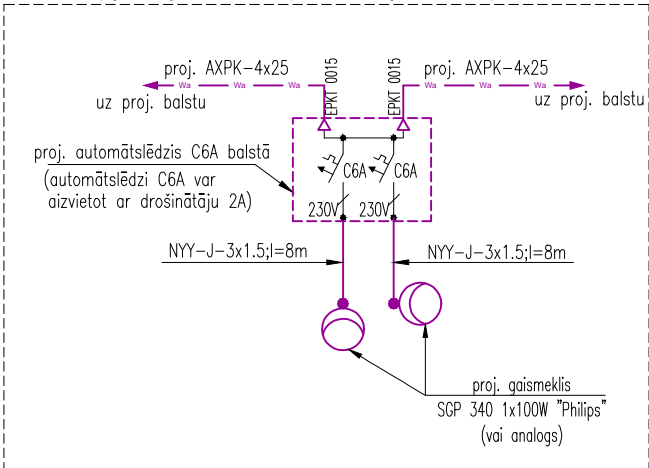 proj. AXPK-4x25
EPKT 0015
EPKT 0015
proj. AXPK-4x25
Wa Wa Wa
Wa Wa Wa
uz proj. balstu
uz proj. balstu
proj. automātslēdzis C6A balstā
(automātslēdzi C6A var
aizvietot ar drošinātāju 2A)
C6A
C6A
230V
230V
NYY-J-3x1.5;l=8m
NYY-J-3x1.5;l=8m
proj. gaismeklis
SGP 340 1x100W "Philips"
(vai analogs)